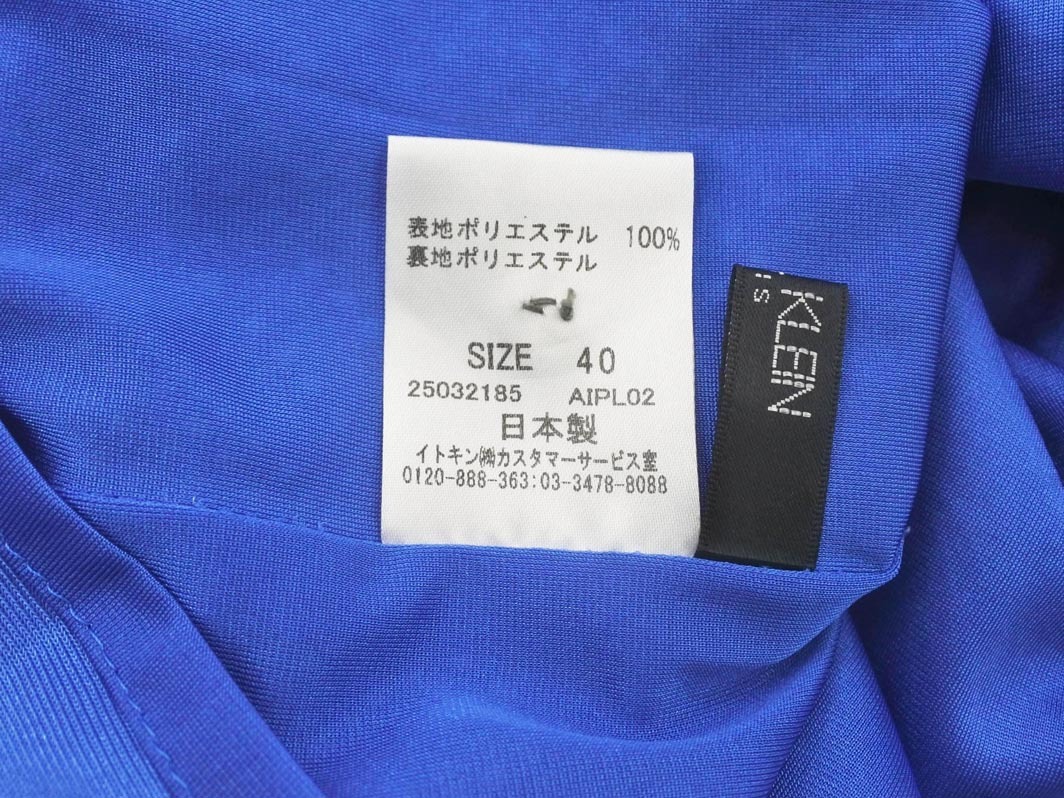 表地ポリエステル 100%
裏地ポリエステル
SIZE 40
25032185 AIPL02
日本製
イトキン㈱カスタマーサービス室
0120-888-363:03-3478-8088
KLEIN